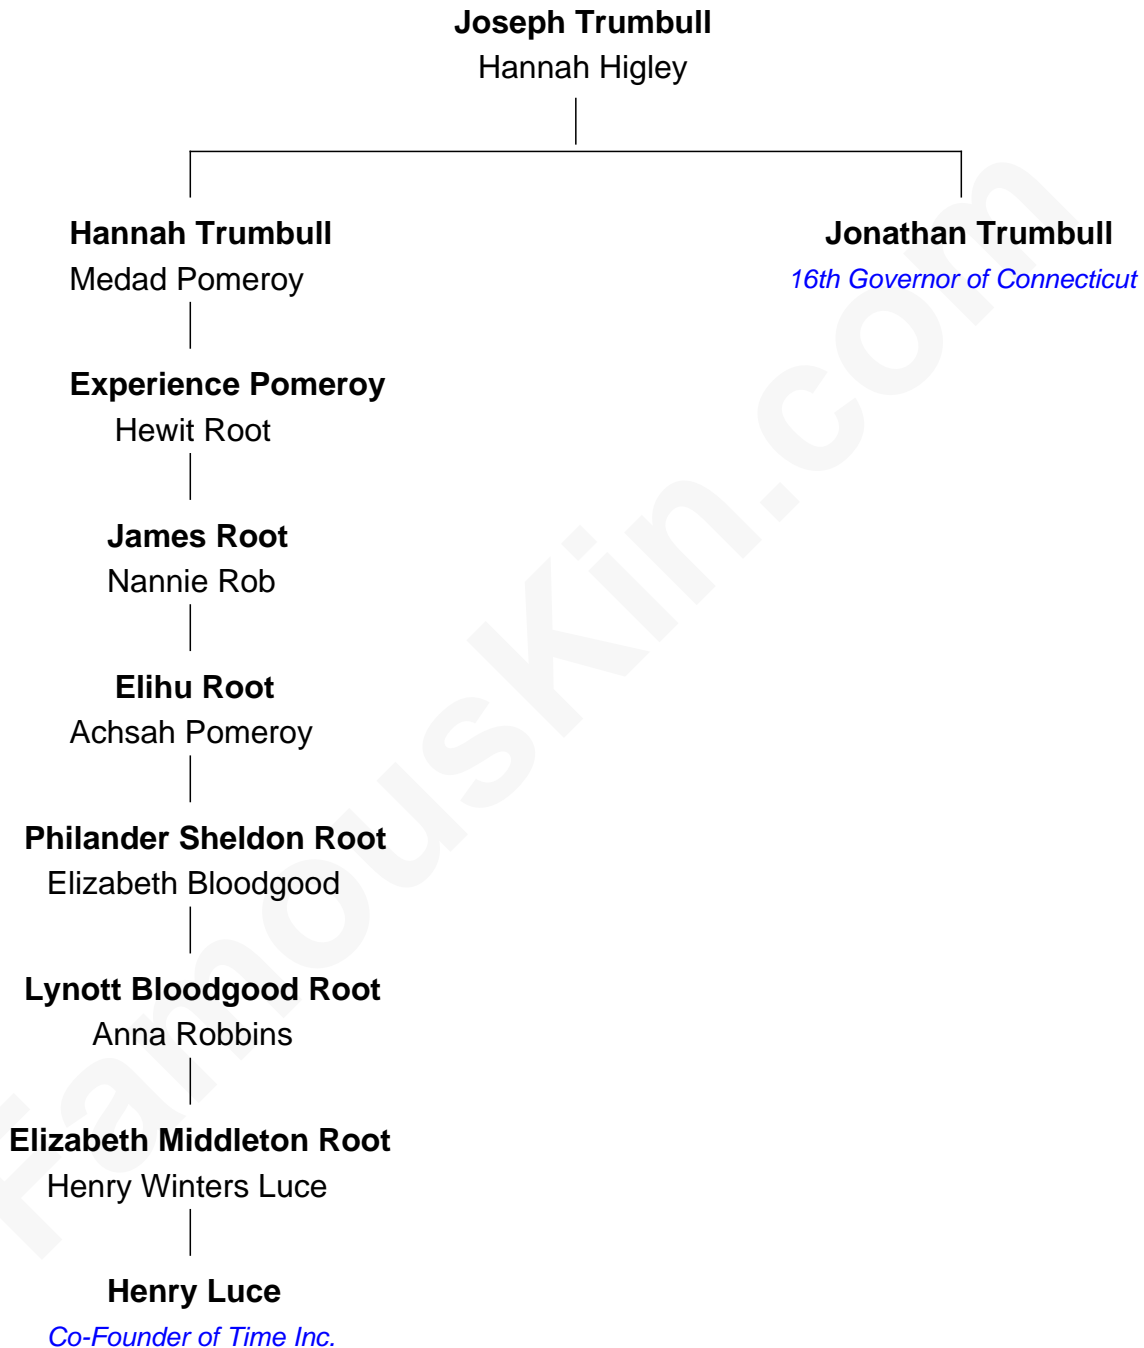 Joseph Trumbull
Hannah Higley
Hannah Trumbull
Medad Pomeroy
Jonathan Trumbull
16th Governor of Connecticut
Experience Pomeroy
Hewit Root
James Root
Nannie Rob
Elihu Root
Achsah Pomeroy
Philander Sheldon Root
Elizabeth Bloodgood
Lynott Bloodgood Root
Anna Robbins
Elizabeth Middleton Root
Henry Winters Luce
Henry Luce
Co-Founder of Time Inc.
FamousKin.com